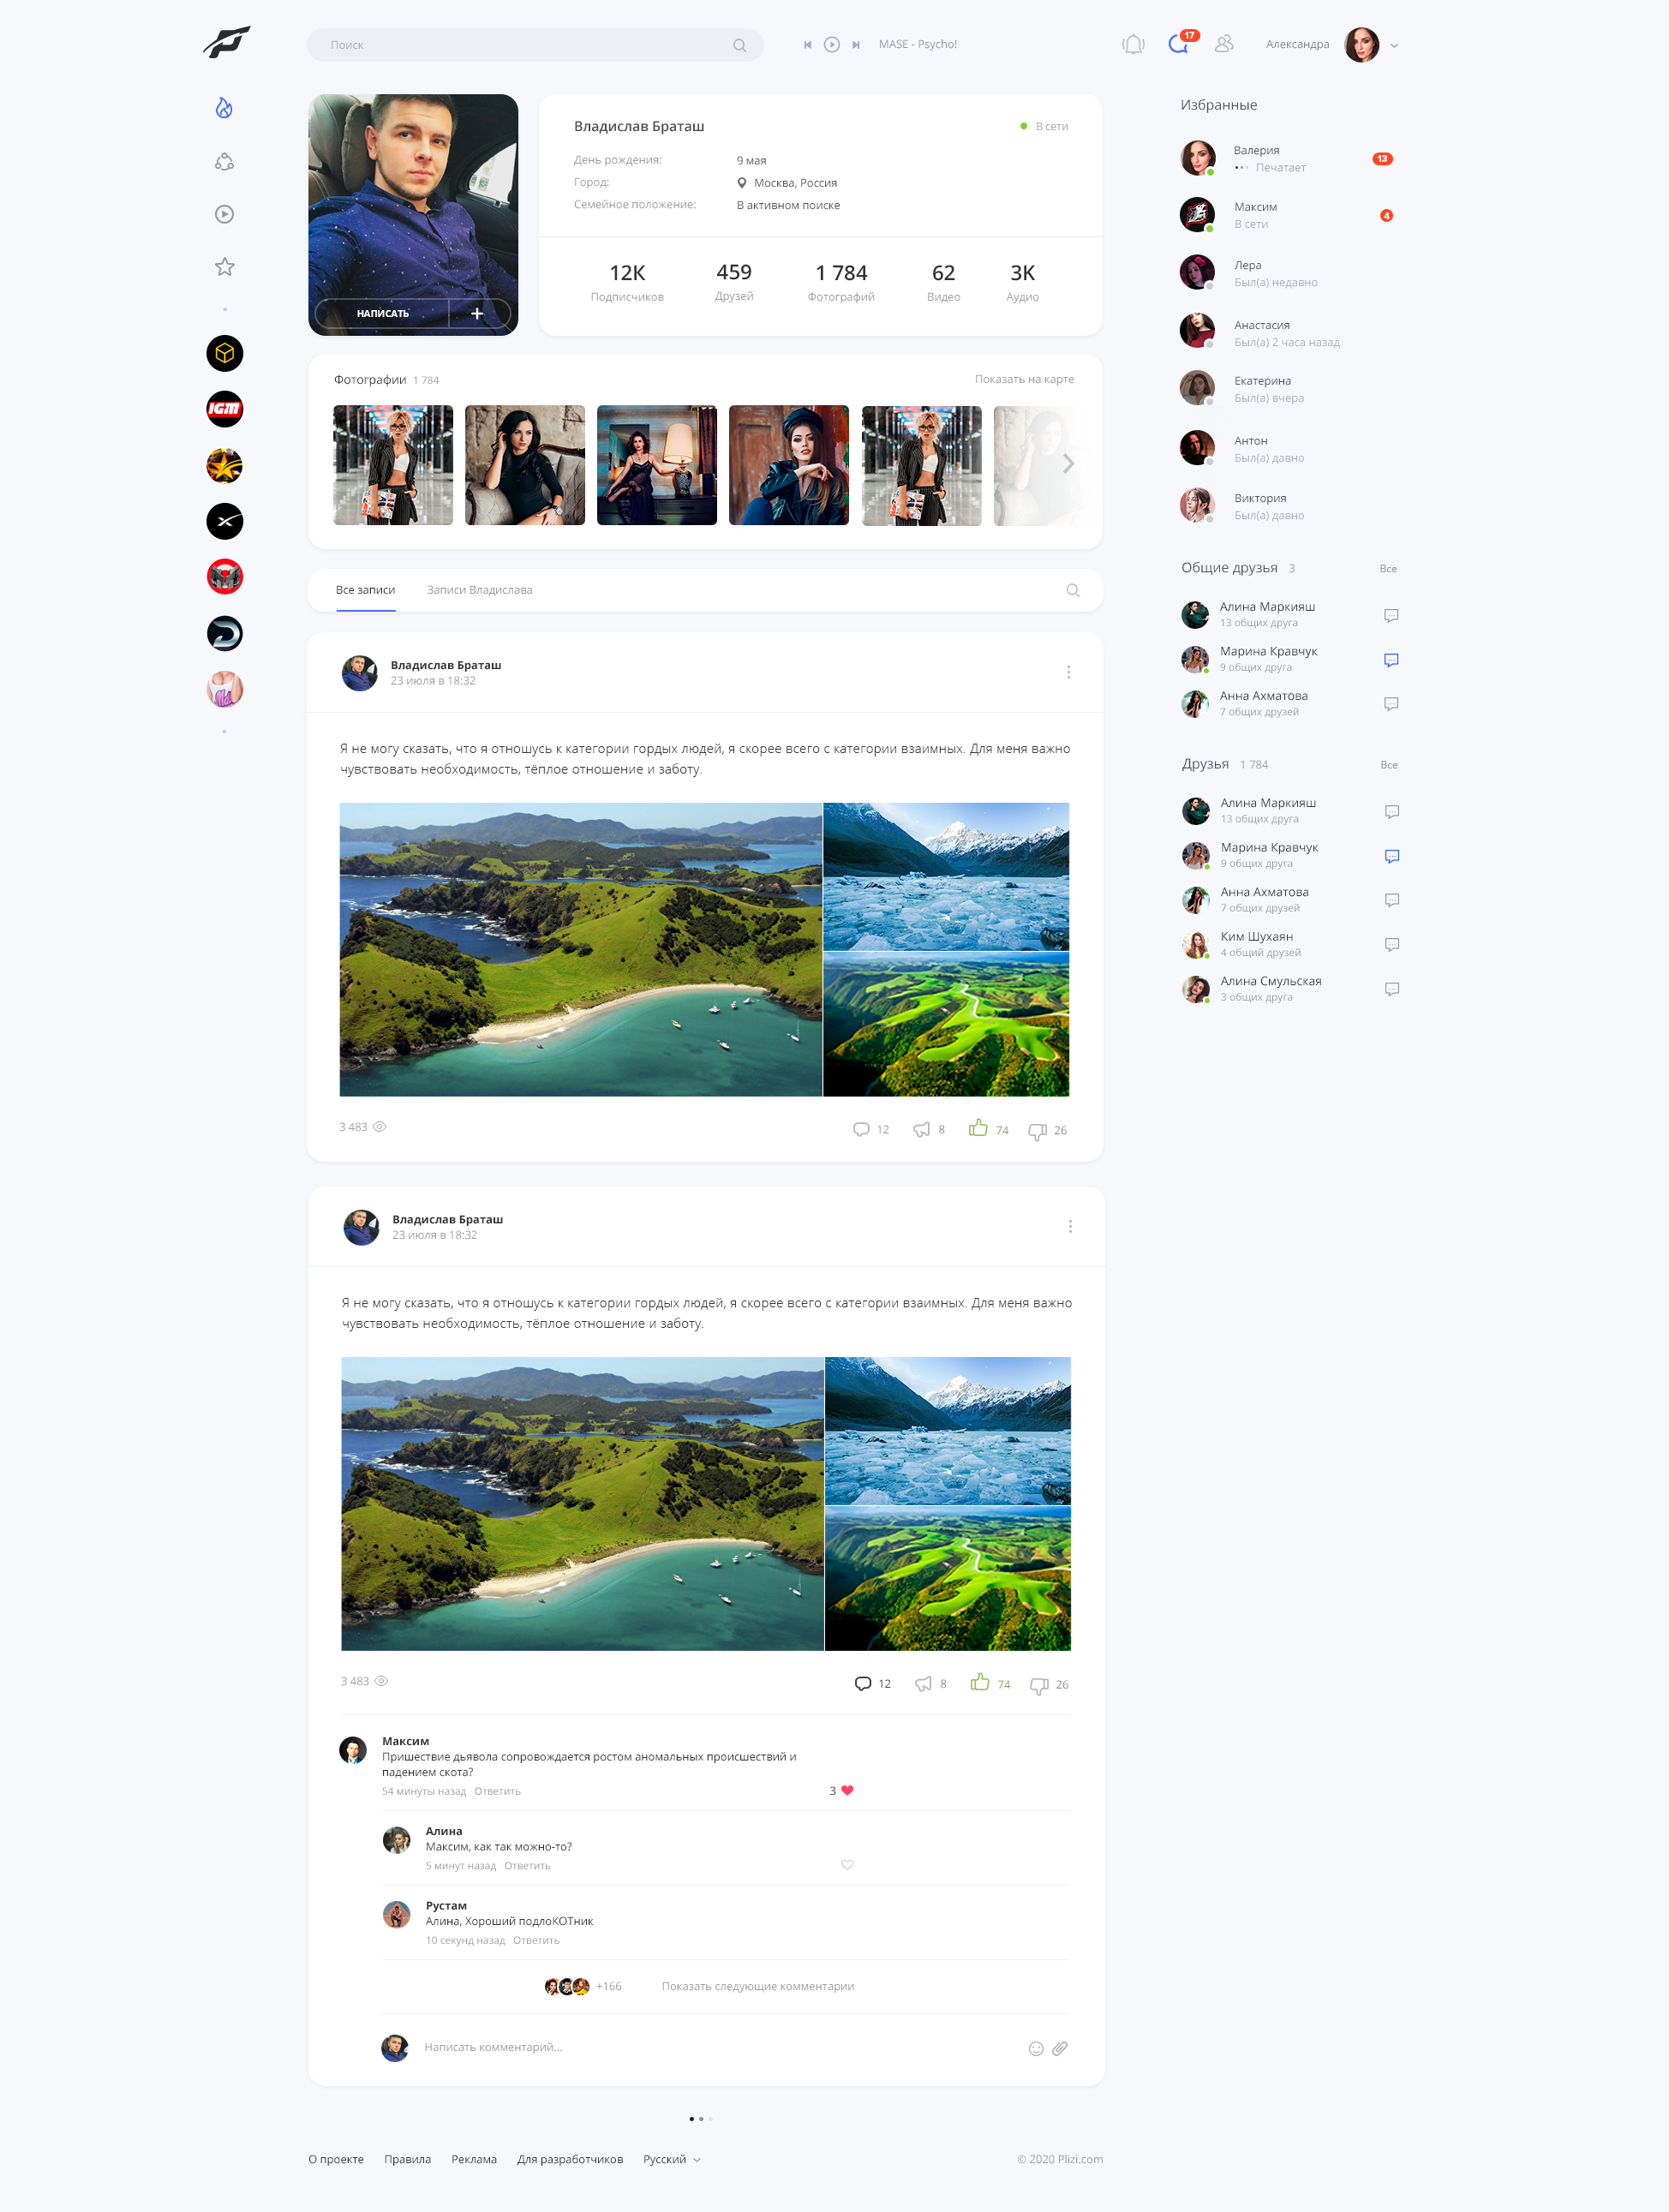 Поиск
MASE - Psycho!
17
Александра
Владислав Браташ
В сети
День рождения:
9 мая
Город:
Москва, Россия
Семейное положение:
В активном поиске
12К
459
1 784
62
3К
Подписчиков
Друзей
Фотографий
Видео
Аудио
НАПИСАТЬ
Фотографии 1 784
Показать на карте
IGM
Все записи
Записи Владислава
Владислав Браташ
23 июля в 18:32
Я не могу сказать, что я отношусь к категории гордых людей, я скорее всего с категории взаимных. Для меня важно
чувствовать необходимость, тёплое отношение и заботу.
3 483
12
8
74
26
Владислав Браташ
23 июля в 18:32
Я не могу сказать, что я отношусь к категории гордых людей, я скорее всего с категории взаимных. Для меня важно
чувствовать необходимость, тёплое отношение и заботу.
3 483
12
8
74
26
Максим
Пришествие дьявола сопровождается ростом аномальных происшествий и
падением скота?
54 минуты назад Ответить
3
Алина
Максим, как так можно-то?
5 минут назад Ответить
Рустам
Алина, Хороший подлоКОТник
10 секунд назад Ответить
+166
Показать следующие комментарии
Написать комментарий...
О проекте
Правила
Реклама
Для разработчиков
Русский
© 2020 Plizi.com
Избранные
Валерия
Печатает
13
Максим
В сети
4
Лера
Был(а) недавно
Анастасия
Был(а) 2 часа назад
Екатерина
Был(а) вчера
Антон
Был(а) давно
Виктория
Был(а) давно
Общие друзья 3
Все
Алина Маркияш
13 общих друга
Марина Кравчук
9 общих друга
Анна Ахматова
7 общих друзей
Друзья 1 784
Все
Алина Маркияш
13 общих друга
Марина Кравчук
9 общих друга
Анна Ахматова
7 общих друзей
Ким Шухаян
4 общий друзей
Алина Смульская
3 общих друга